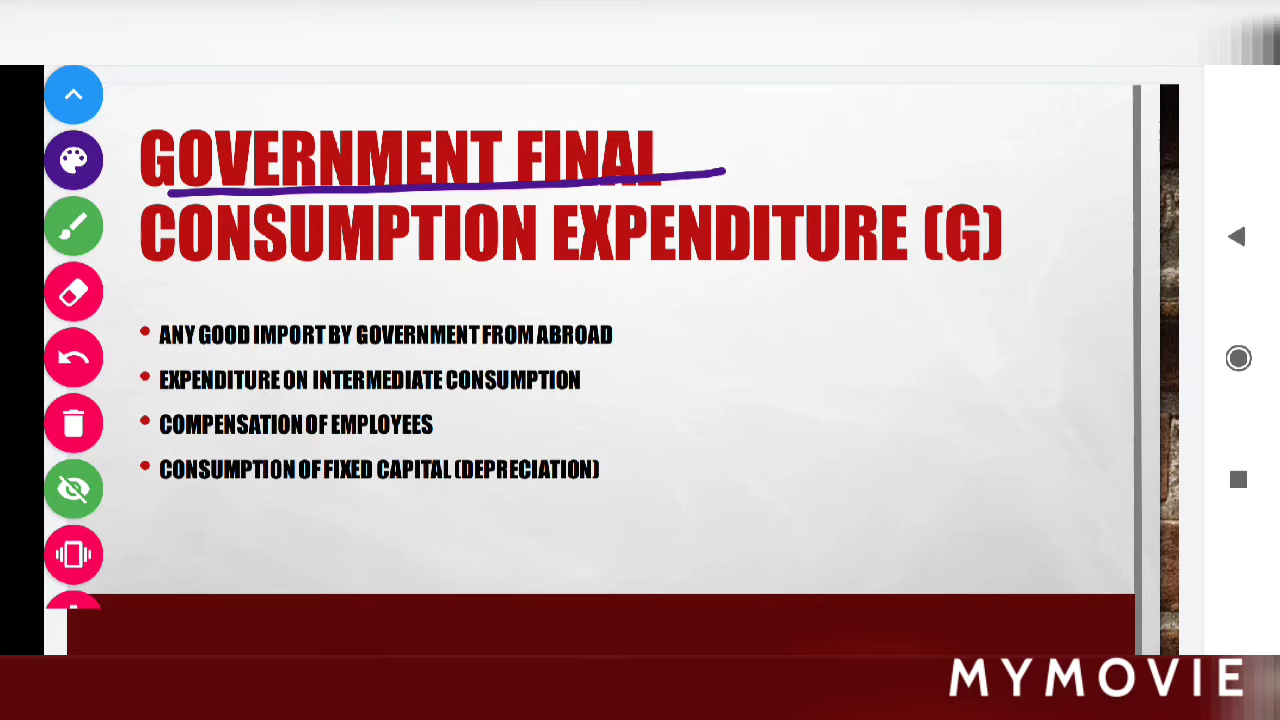 GOVERNMENT FINAL
CONSUMPTION EXPENDITURE (G)
• ANY GOOD IMPORT BY GOVERNMENT FROM ABROAD
• EXPENDITURE ON INTERMEDIATE CONSUMPTION
• COMPENSATION OF EMPLOYEES
• CONSUMPTION OF FIXED CAPITAL (DEPRECIATION)
MYMOVIE